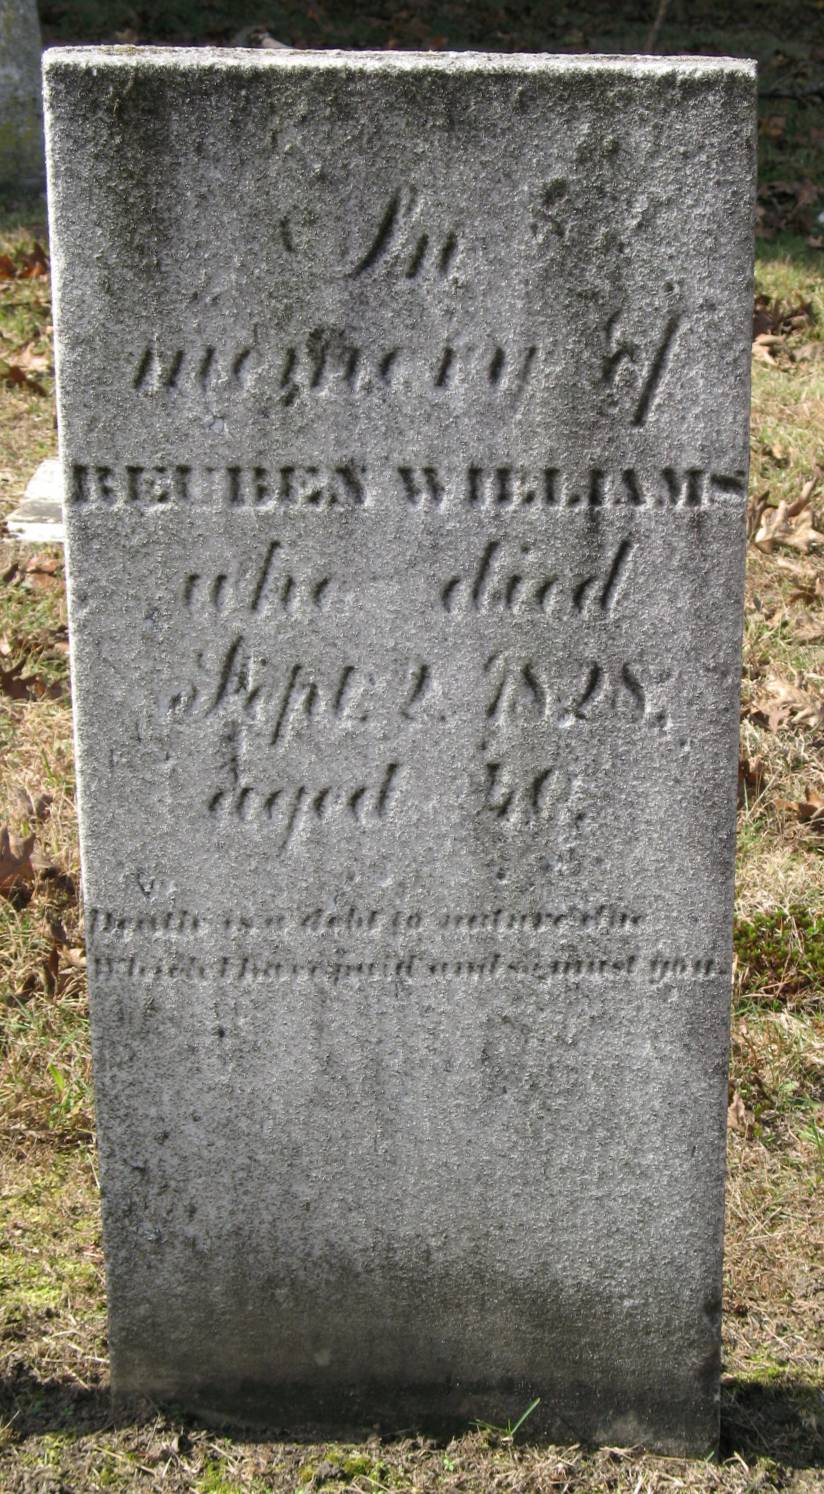 In
memory of
REUBEN WILLIAMS
who died
Sept. 2. 1828,
aged 40.
Death is a debt to nature due
Which I have paid and so must you.